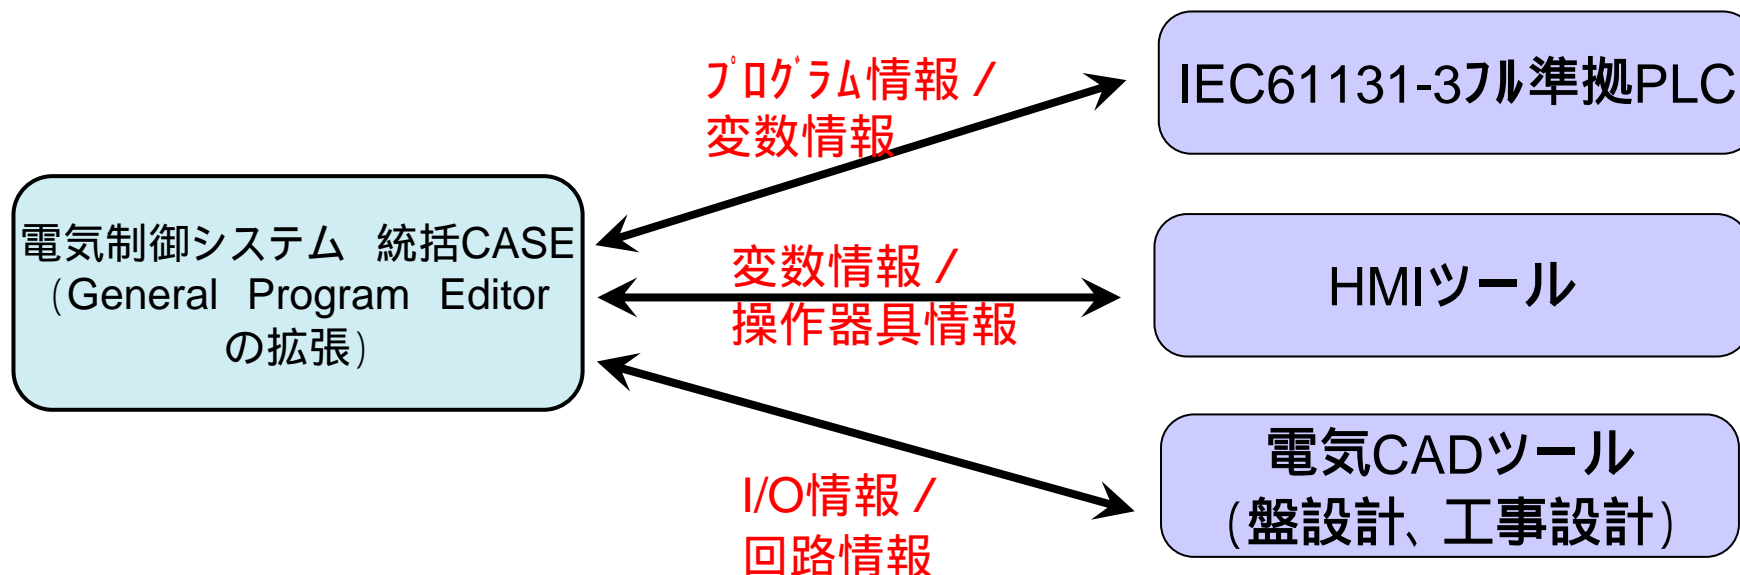 ﾌﾟﾛｸﾞﾗﾑ情報／
変数情報
IEC61131-3ﾌﾙ準拠PLC
電気制御システム　統括CASE
（General　Program　Editor
の拡張）
変数情報／
操作器具情報
HMIツール
I/O情報／
回路情報
電気CADツール
（盤設計、工事設計）